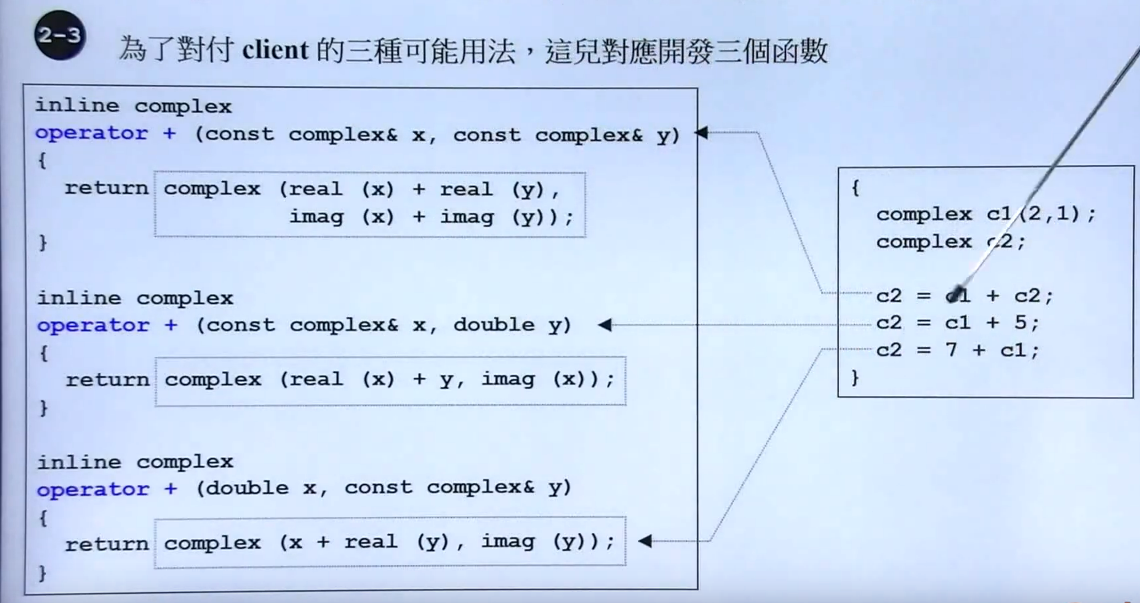 2-3
為了對付 client 的三種可能用法，這兒對應開發三個函數
inline complex
operator + (const complex& x, const complex& y)
{
return complex (real (x) + real (y),
imag (x) + imag (y));
}
inline complex
operator + (const complex& x, double y)
{
return complex (real (x) + y, imag (x));
}
inline complex
operator + (double x, const complex& y)
{
return complex (x + real (y), imag (y));
}
{
complex c1(2,1);
complex c2;
c2 = c1 + c2;
c2 = c1 + 5;
c2 = 7 + c1;
}